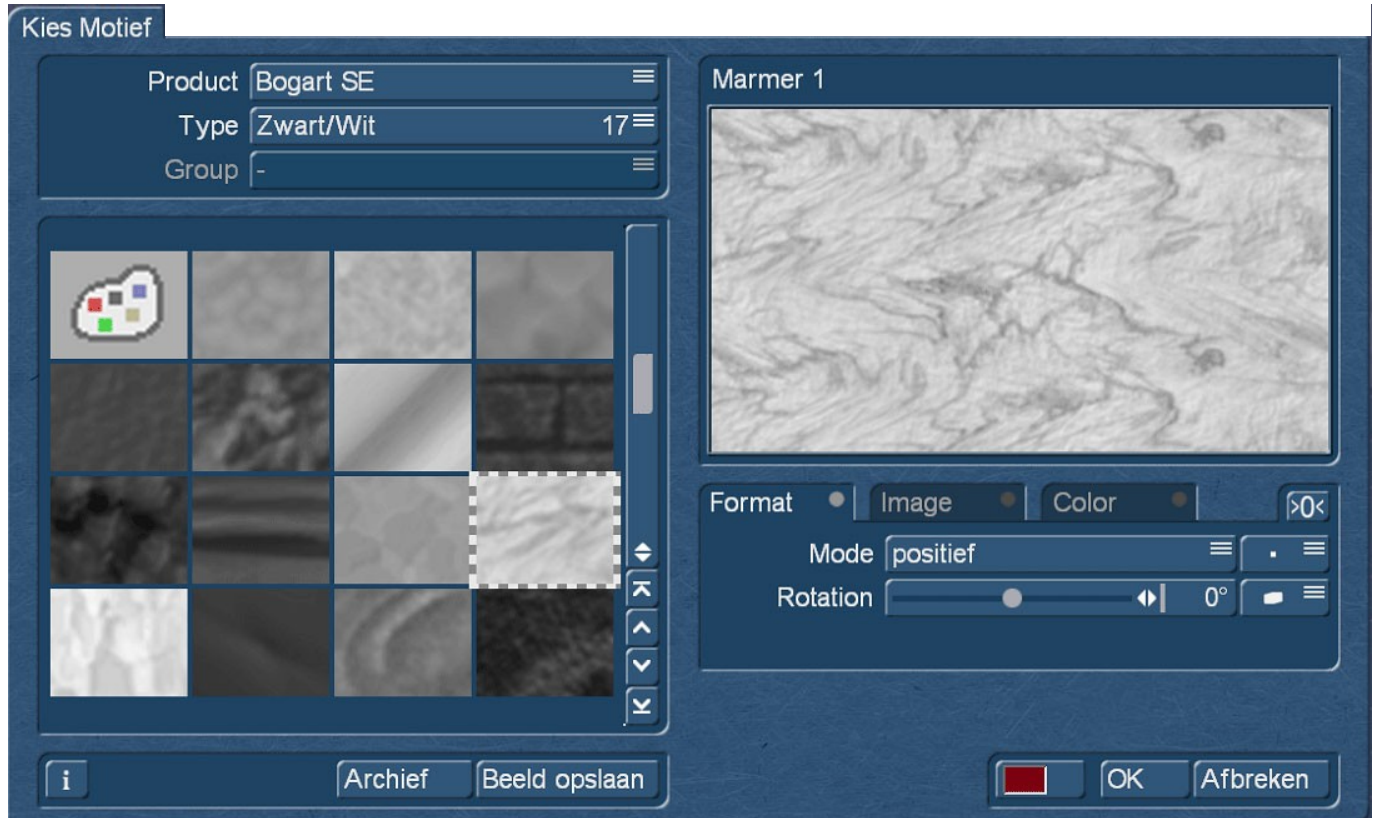 Kies Motief
Product Bogart SE
Type Zwart/Wit 17
Group -
Marmer 1
Format Image Color >0<
Mode positief
Rotation 0°
i Archief Beeld opslaan
OK Afbreken